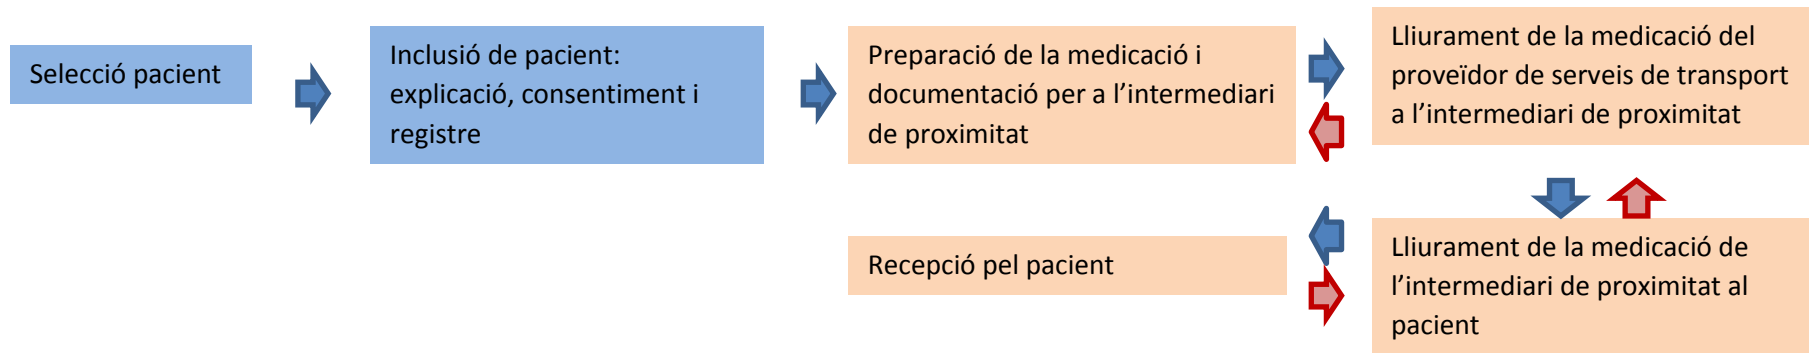 Selecció pacient
Inclusió de pacient:
explicació, consentiment i
registre
Preparació de la medicació i
documentació per a l’intermediari
de proximitat
Lliurament de la medicació del
proveïdor de serveis de transport
a l’intermediari de proximitat
Lliurament de la medicació de
l’intermediari de proximitat al
pacient
Recepció pel pacient